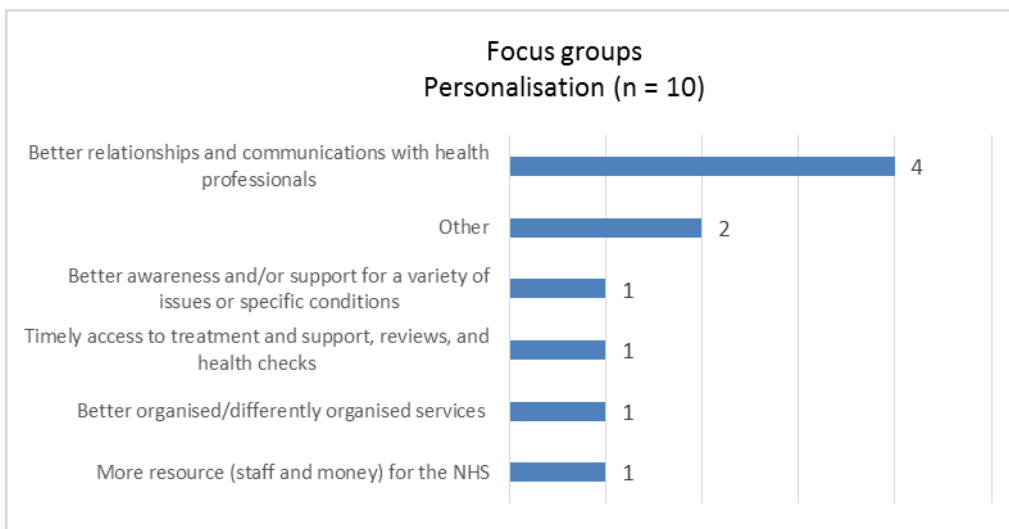 Focus groups
Personalisation (n = 10)
Better relationships and communications with health
professionals
4
Other
2
Better awareness and/or support for a variety of
issues or specific conditions
1
Timely access to treatment and support, reviews, and
health checks
1
Better organised/differently organised services
1
More resource (staff and money) for the NHS
1